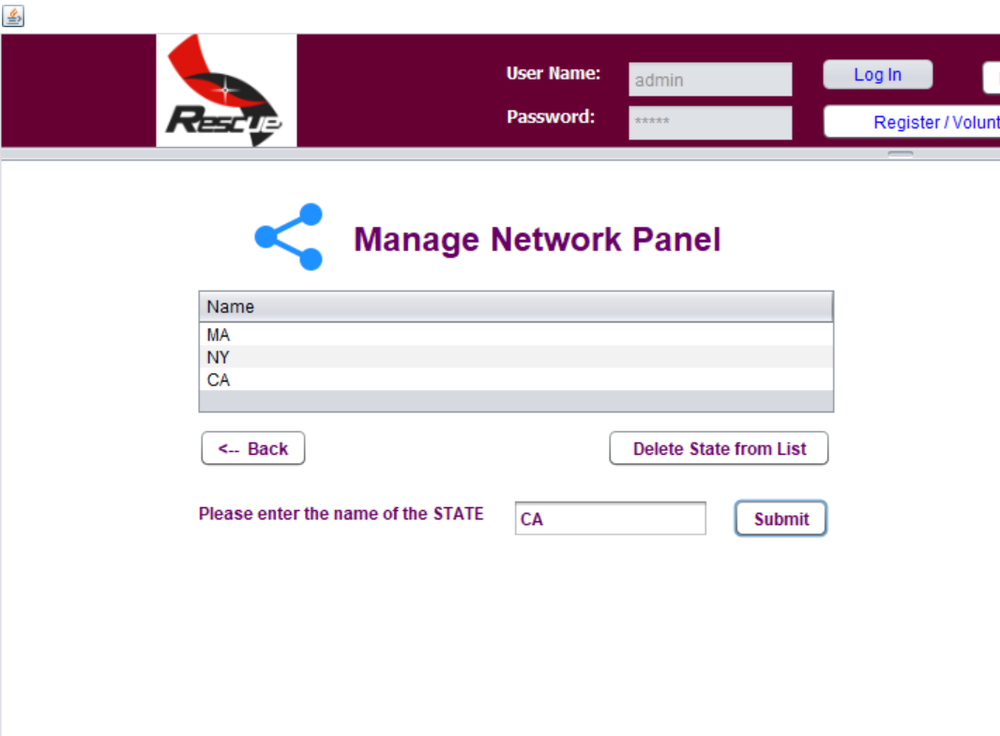 Rescue
User Name:
admin
Log In
Password:
*****
Register / Volunt
Manage Network Panel
Name
MA
NY
CA
<-- Back
Delete State from List
Please enter the name of the STATE
CA
Submit